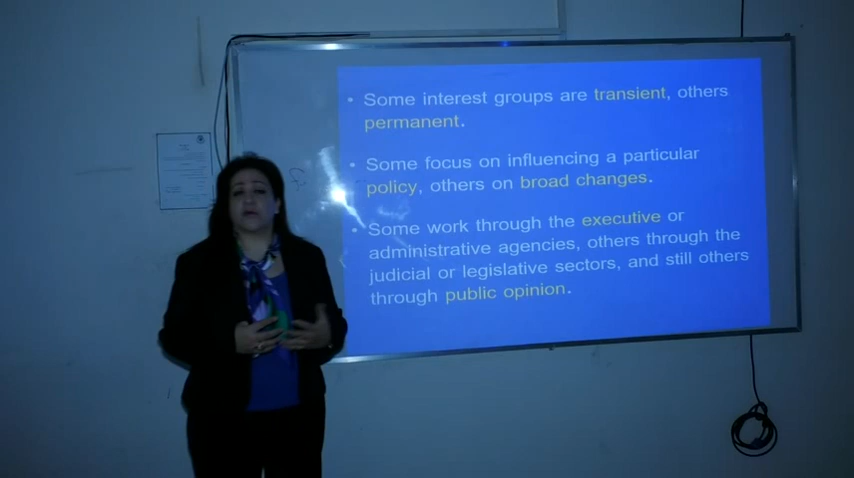 • Some interest groups are transient, others
permanent.
• Some focus on influencing a particular
policy, others on broad changes.
• Some work through the executive or
administrative agencies, others through the
judicial or legislative sectors, and still others
through public opinion.